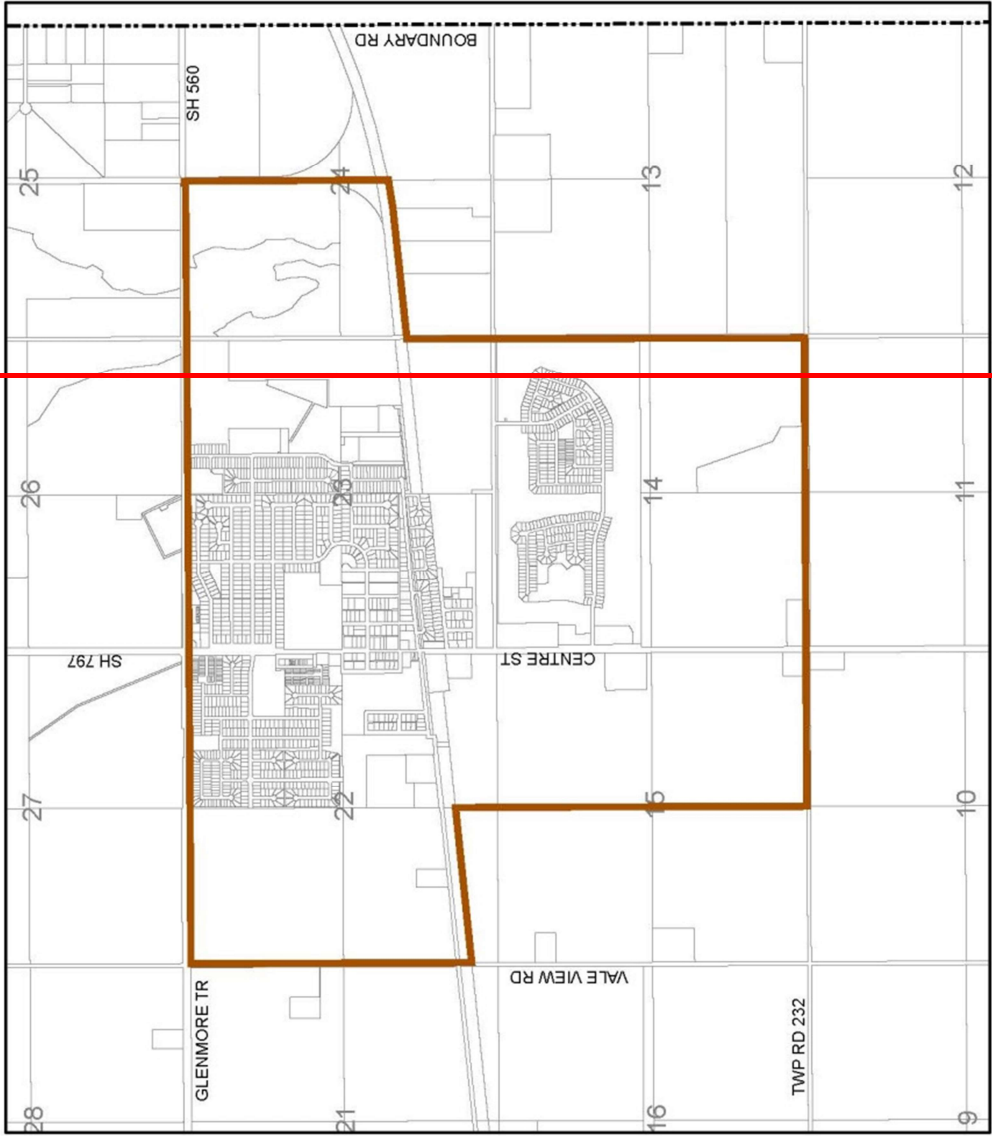 BOUNDARY RD
SH 560
25
24
13
12
26
23
14
11
SH 797
CENTRE ST
27
22
15
10
VALE VIEW RD
GLENMORE TR
TWP RD 232
28
21
16
9